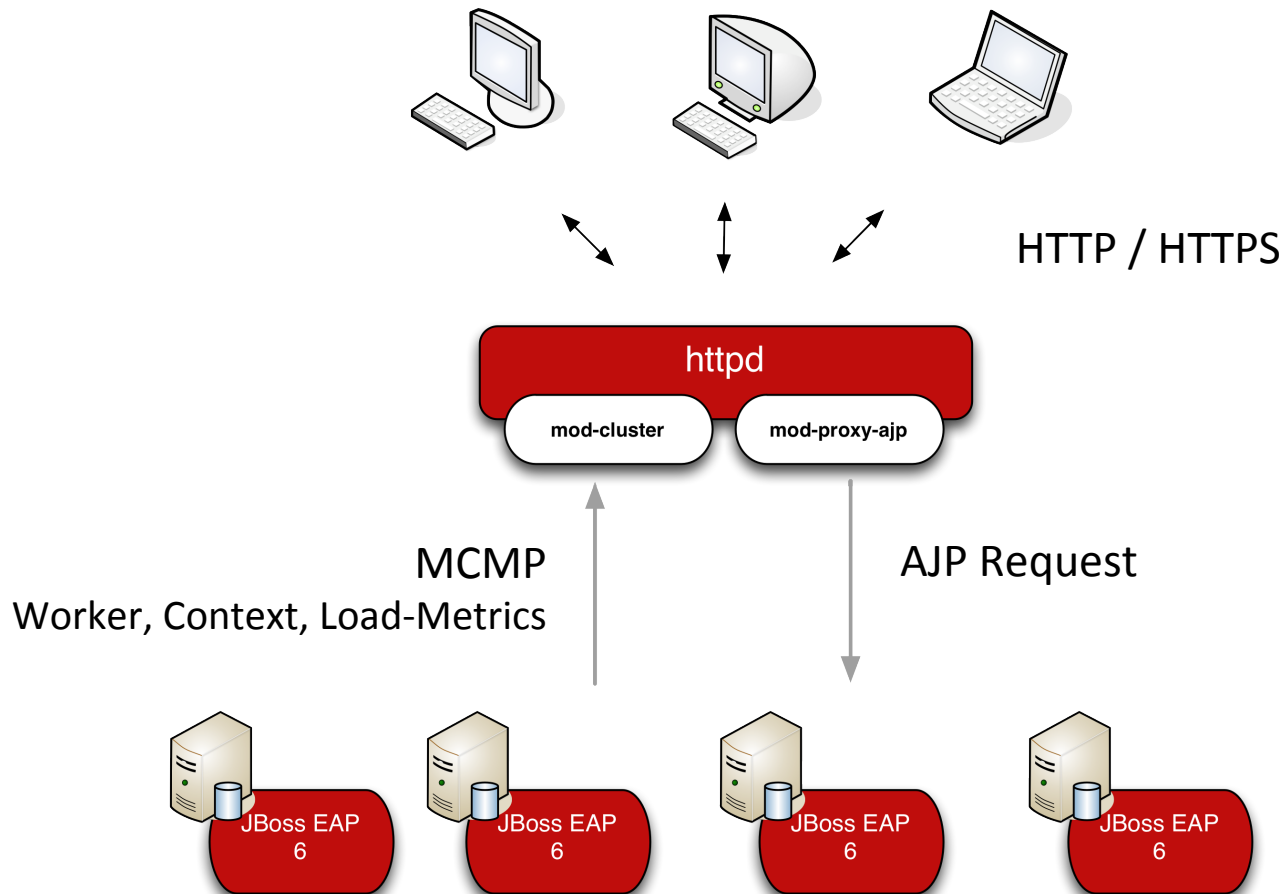 HTTP / HTTPS
httpd
mod-cluster
mod-proxy-ajp
MCMP
Worker, Context, Load-Metrics
AJP Request
JBoss EAP
6
JBoss EAP
6
JBoss EAP
6
JBoss EAP
6